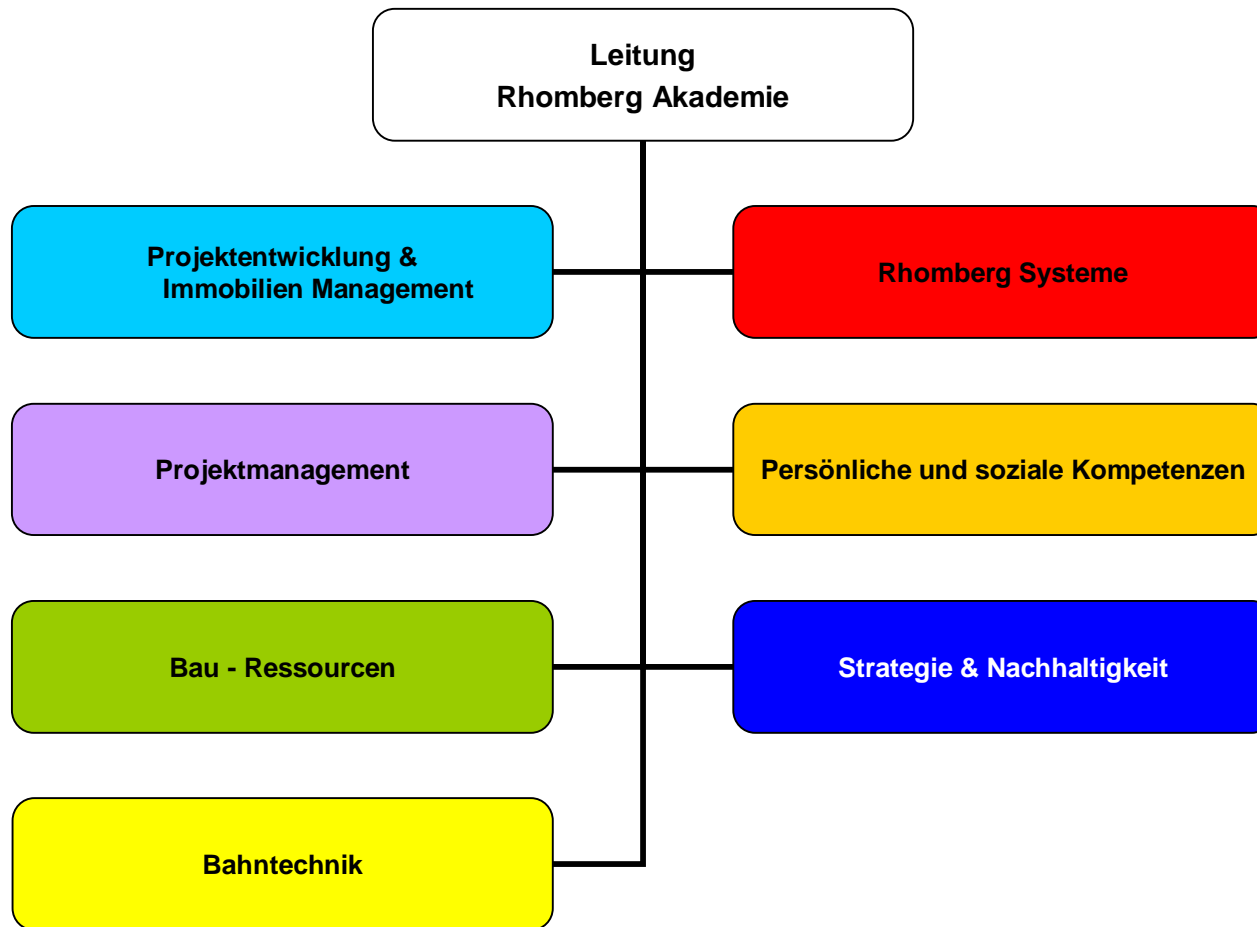 Leitung
Rhomberg Akademie
Projektentwicklung &
Immobilien Management
Rhomberg Systeme
Projektmanagement
Persönliche und soziale Kompetenzen
Bau - Ressourcen
Strategie & Nachhaltigkeit
Bahntechnik